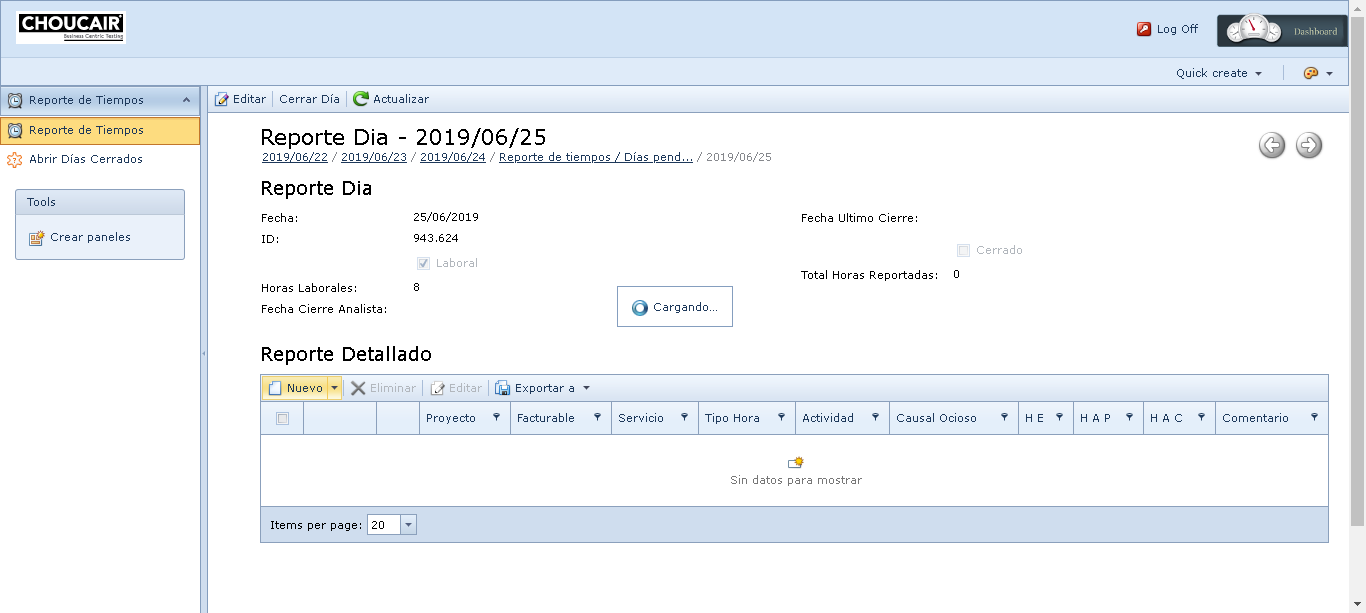 CHOUCAIR
Business Centric Testing
Log Off
Dashboard
Quick create
Reporte de Tiempos
Reporte de Tiempos
Abrir Días Cerrados
Tools
Crear paneles
Editar Cerrar Día Actualizar
Reporte Dia - 2019/06/25
2019/06/22 / 2019/06/23 / 2019/06/24 / Reporte de tiempos / Días pend... / 2019/06/25
Reporte Dia
Fecha: 25/06/2019 Fecha Ultimo Cierre:
ID: 943.624
Cerrado
Laboral
Total Horas Reportadas: 0
Horas Laborales: 8
Fecha Cierre Analista:
Cargando...
Reporte Detallado
Nuevo Eliminar Editar Exportar a
Proyecto Facturable Servicio Tipo Hora Actividad Causal Ocioso H E H A P H A C Comentario
Sin datos para mostrar
Items per page: 20